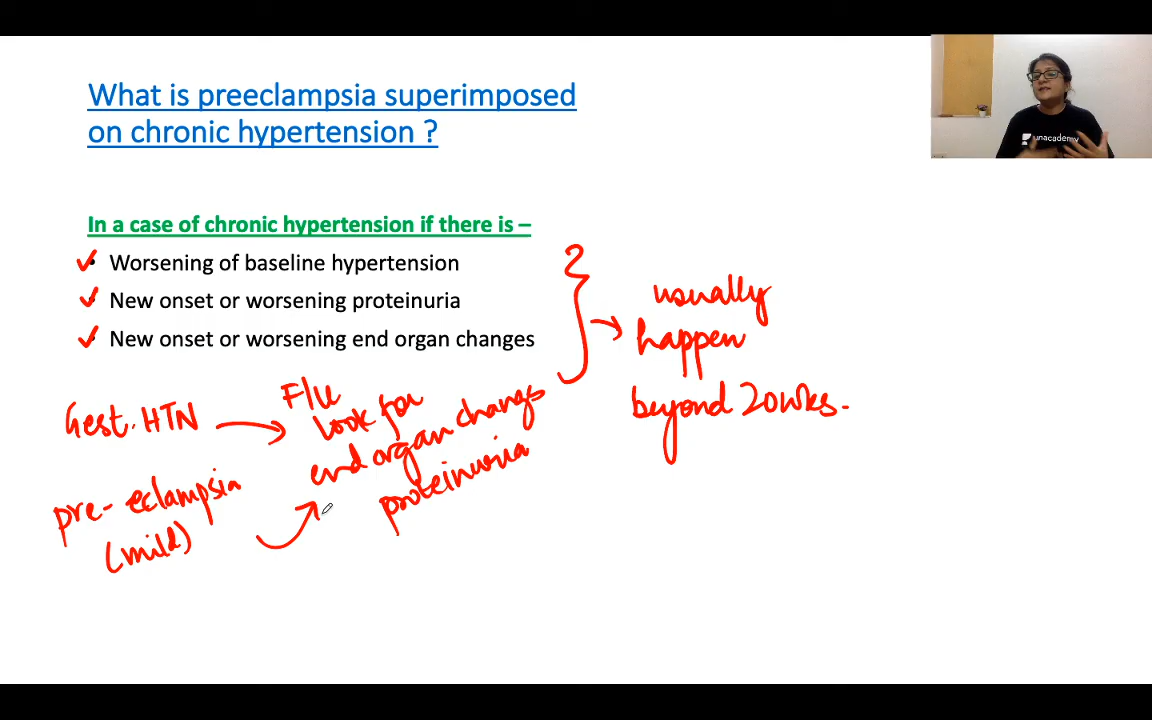 What is preeclampsia superimposed
on chronic hypertension ?
unacademy
In a case of chronic hypertension if there is –
• Worsening of baseline hypertension
• New onset or worsening proteinuria
• New onset or worsening end organ changes
usually
happen
beyond 20wks.
Gest. HTN
F/U
look for
end organ change
proteinuria
pre-eclampsia
(mild)